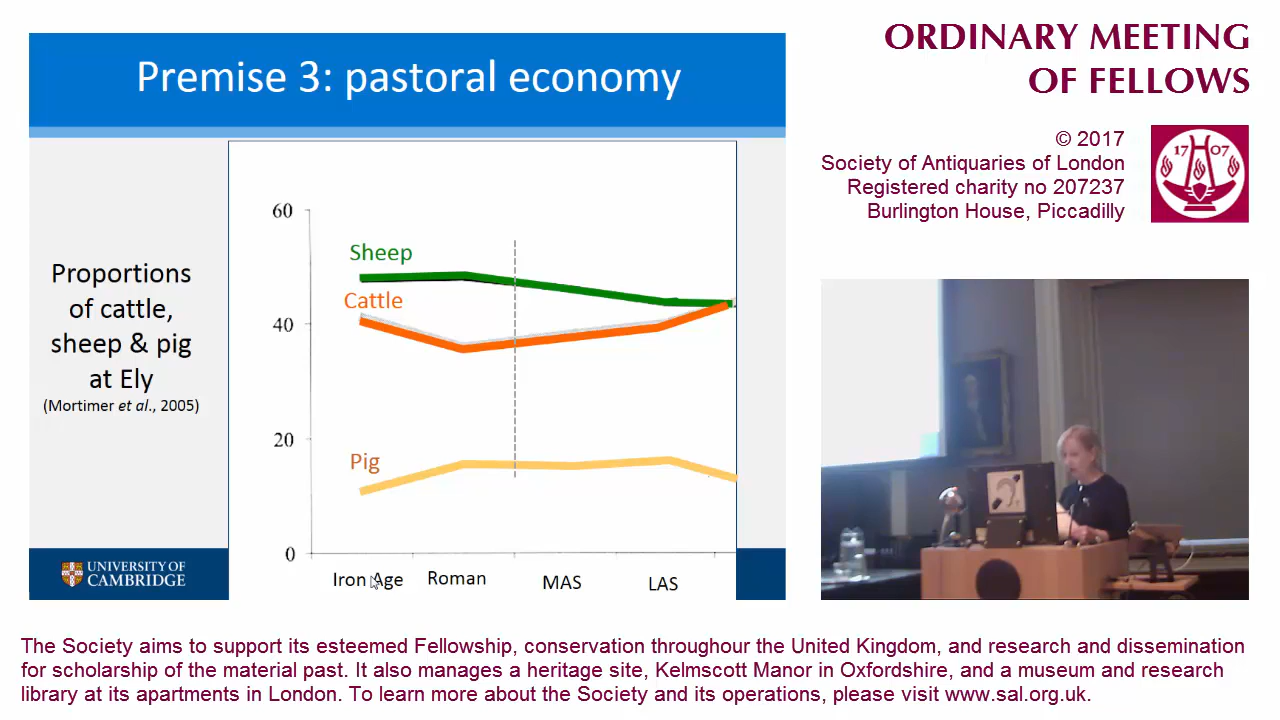 Premise 3: pastoral economy
Proportions
of cattle,
sheep & pig
at Ely
(Mortimer et al., 2005)
60
40
20
0
Sheep
Cattle
Pig
Iron Age
Roman
MAS
LAS
UNIVERSITY OF
CAMBRIDGE
ORDINARY MEETING
OF FELLOWS
© 2017
Society of Antiquaries of London
Registered charity no 207237
Burlington House, Piccadilly
1707
The Society aims to support its esteemed Fellowship, conservation throughour the United Kingdom, and research and dissemination
for scholarship of the material past. It also manages a heritage site, Kelmscott Manor in Oxfordshire, and a museum and research
library at its apartments in London. To learn more about the Society and its operations, please visit www.sal.org.uk.